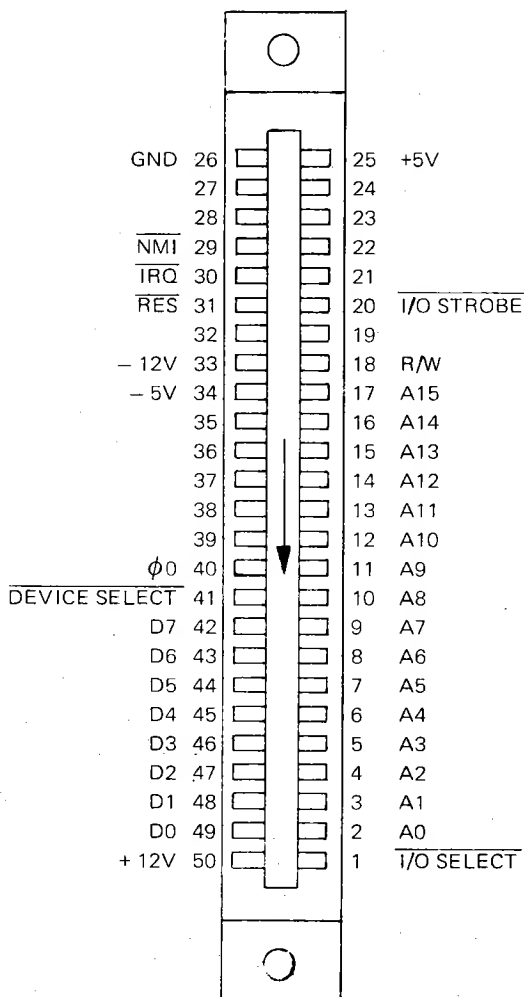 GND 26 25 +5V
27 24
28 23
NMI 29 22
IRQ 30 21
RES 31 20 I/O STROBE
32 19
– 12V 33 18 R/W
– 5V 34 17 A15
35 16 A14
36 15 A13
37 14 A12
38 13 A11
39 12 A10
ϕ0 40 11 A9
DEVICE SELECT 41 10 A8
D7 42 9 A7
D6 43 8 A6
D5 44 7 A5
D4 45 6 A4
D3 46 5 A3
D2 47 4 A2
D1 48 3 A1
D0 49 2 A0
+ 12V 50 1 I/O SELECT